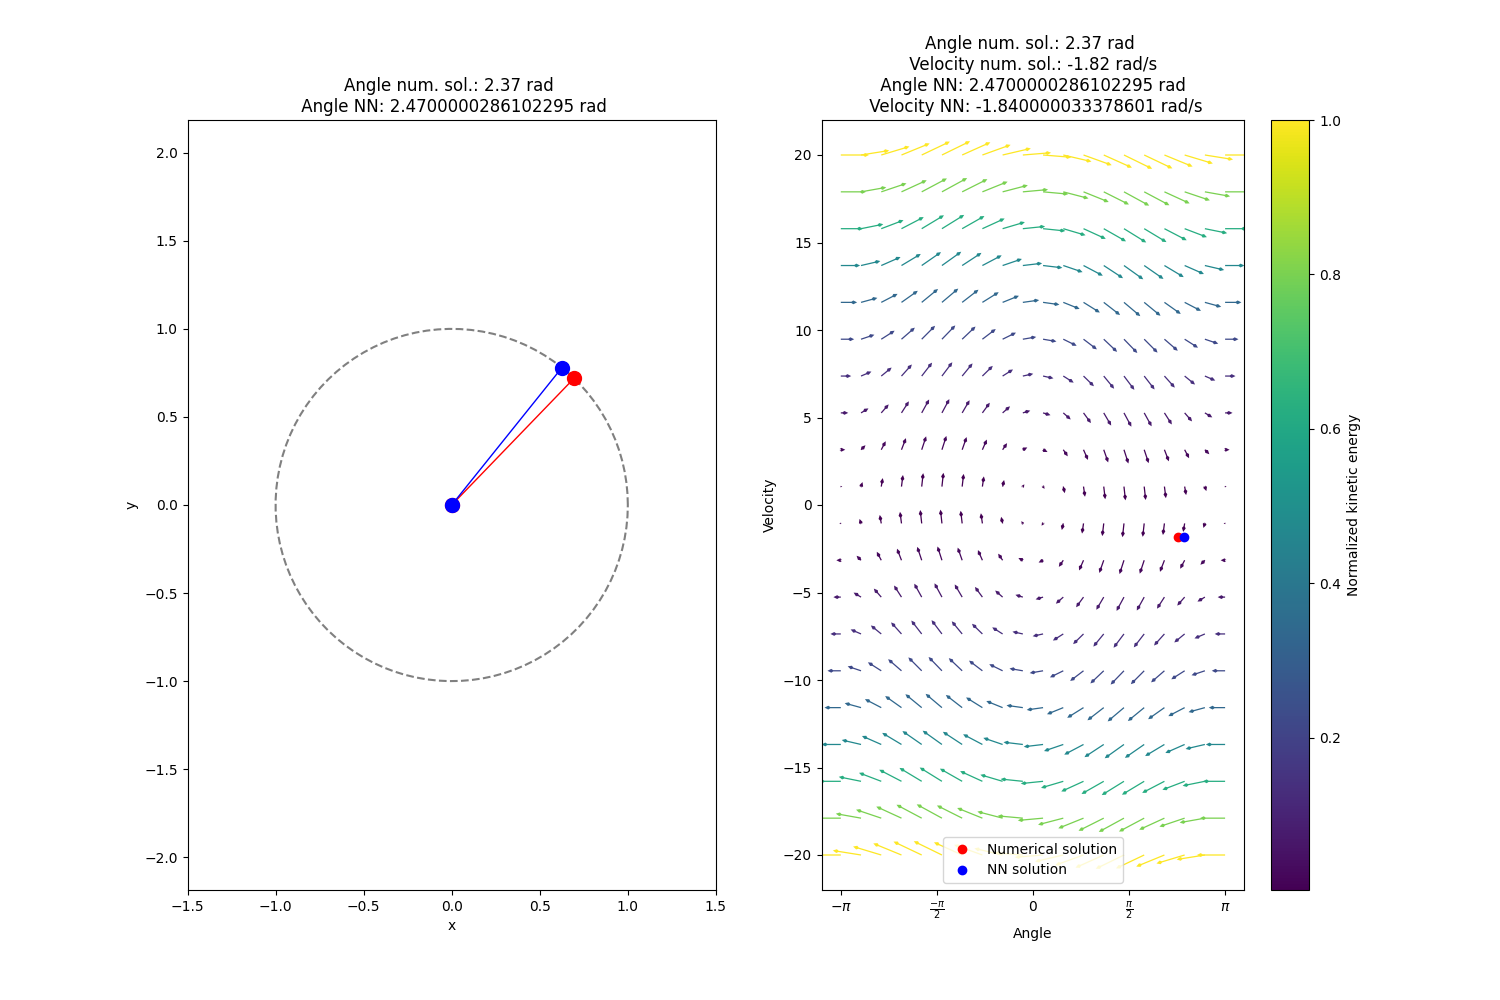 Angle num. sol.: 2.37 rad
Angle NN: 2.4700000286102295 rad
2.0
1.5
1.0
0.5
0.0
−0.5
−1.0
−1.5
−2.0
y
−1.5 −1.0 −0.5 0.0 0.5 1.0 1.5
x
Angle num. sol.: 2.37 rad
Velocity num. sol.: -1.82 rad/s
Angle NN: 2.4700000286102295 rad
Velocity NN: -1.840000033378601 rad/s
20
15
10
5
0
−5
−10
−15
−20
Velocity
Numerical solution
NN solution
−π −π/2 0 π/2 π
Angle
1.0
0.8
0.6
0.4
0.2
Normalized kinetic energy